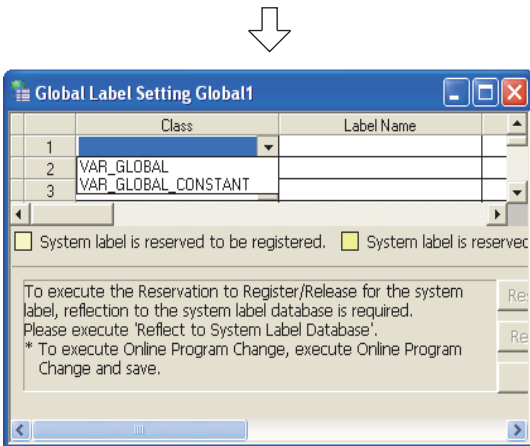 Global Label Setting Global1
Class Label Name
1
VAR_GLOBAL
2
VAR_GLOBAL_CONSTANT
3
System label is reserved to be registered. System label is reserved
To execute the Reservation to Register/Release for the system
label, reflection to the system label database is required.
Please execute 'Reflect to System Label Database'.
* To execute Online Program Change, execute Online Program
Change and save.
Re
Re